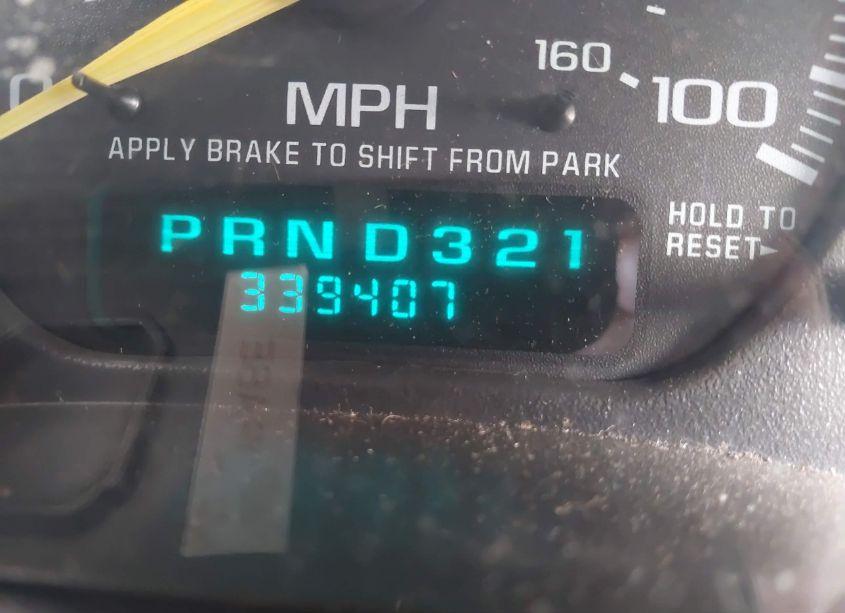 160
100
MPH
APPLY BRAKE TO SHIFT FROM PARK
PRND321
HOLD TO
RESET
339407